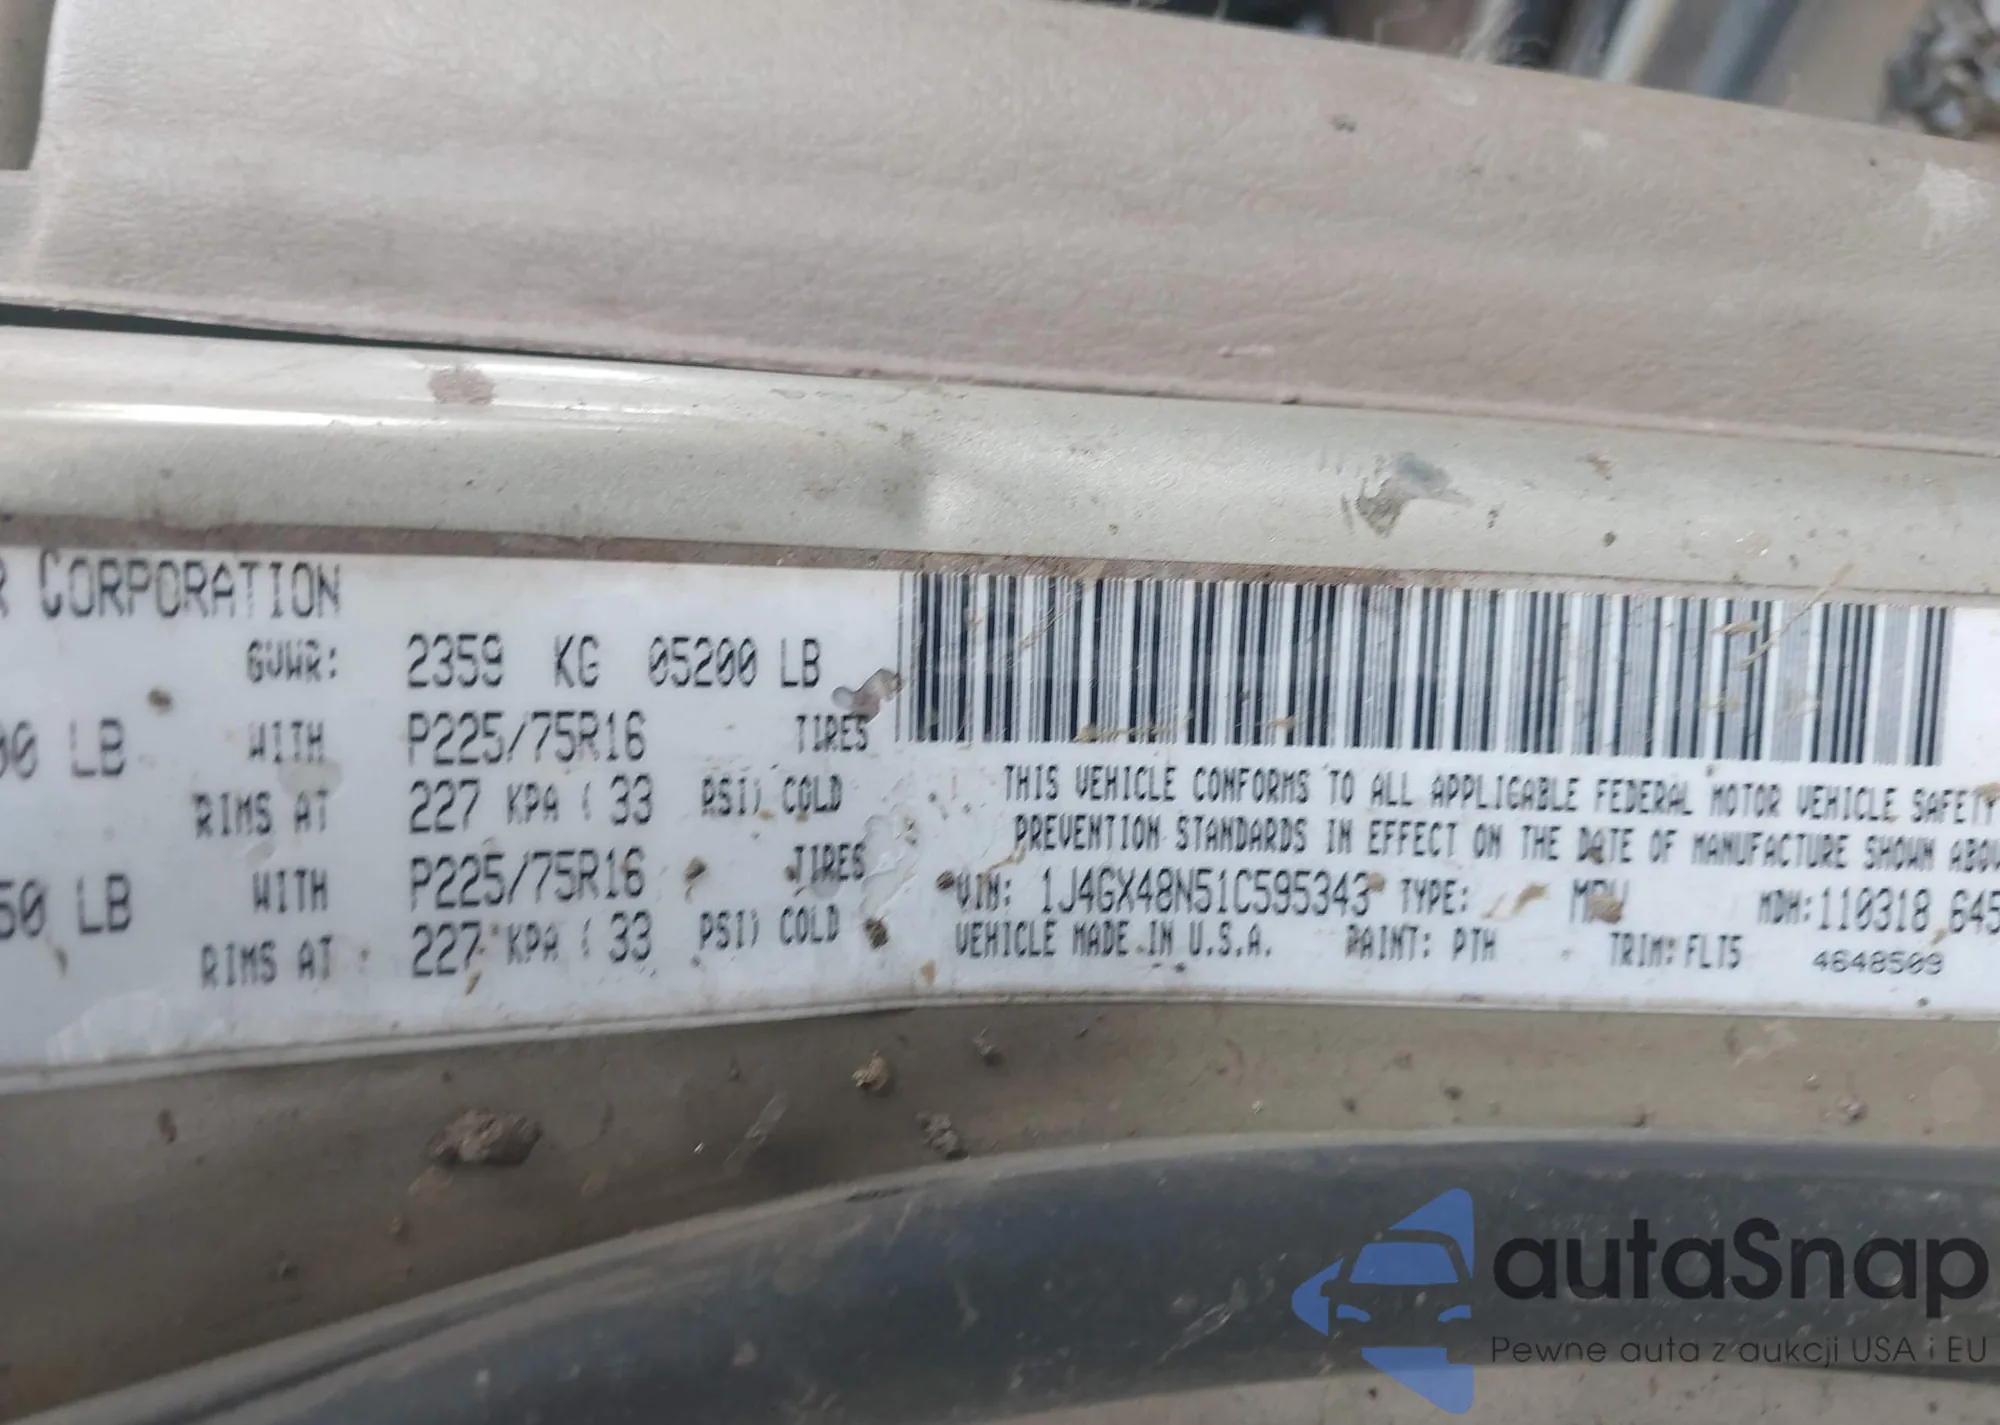 R CORPORATION
GVWR: 2359 KG 05200 LB
00 LB WITH P225/75R16 TIRES
RIMS AT 227 KPA ( 33 PSI) COLD
50 LB WITH P225/75R16 TIRES
RIMS AT 227 KPA ( 33 PSI) COLD
THIS VEHICLE CONFORMS TO ALL APPLICABLE FEDERAL MOTOR VEHICLE SAFETY
PREVENTION STANDARDS IN EFFECT ON THE DATE OF MANUFACTURE SHOWN ABOV
VIN: 1J4GX48N51C595343 TYPE: MPV MDH: 110318 645
VEHICLE MADE IN U.S.A. PAINT: PTH TRIM: FLT5 4648509
autaSnap
Pewne auta z aukcji USA i EU